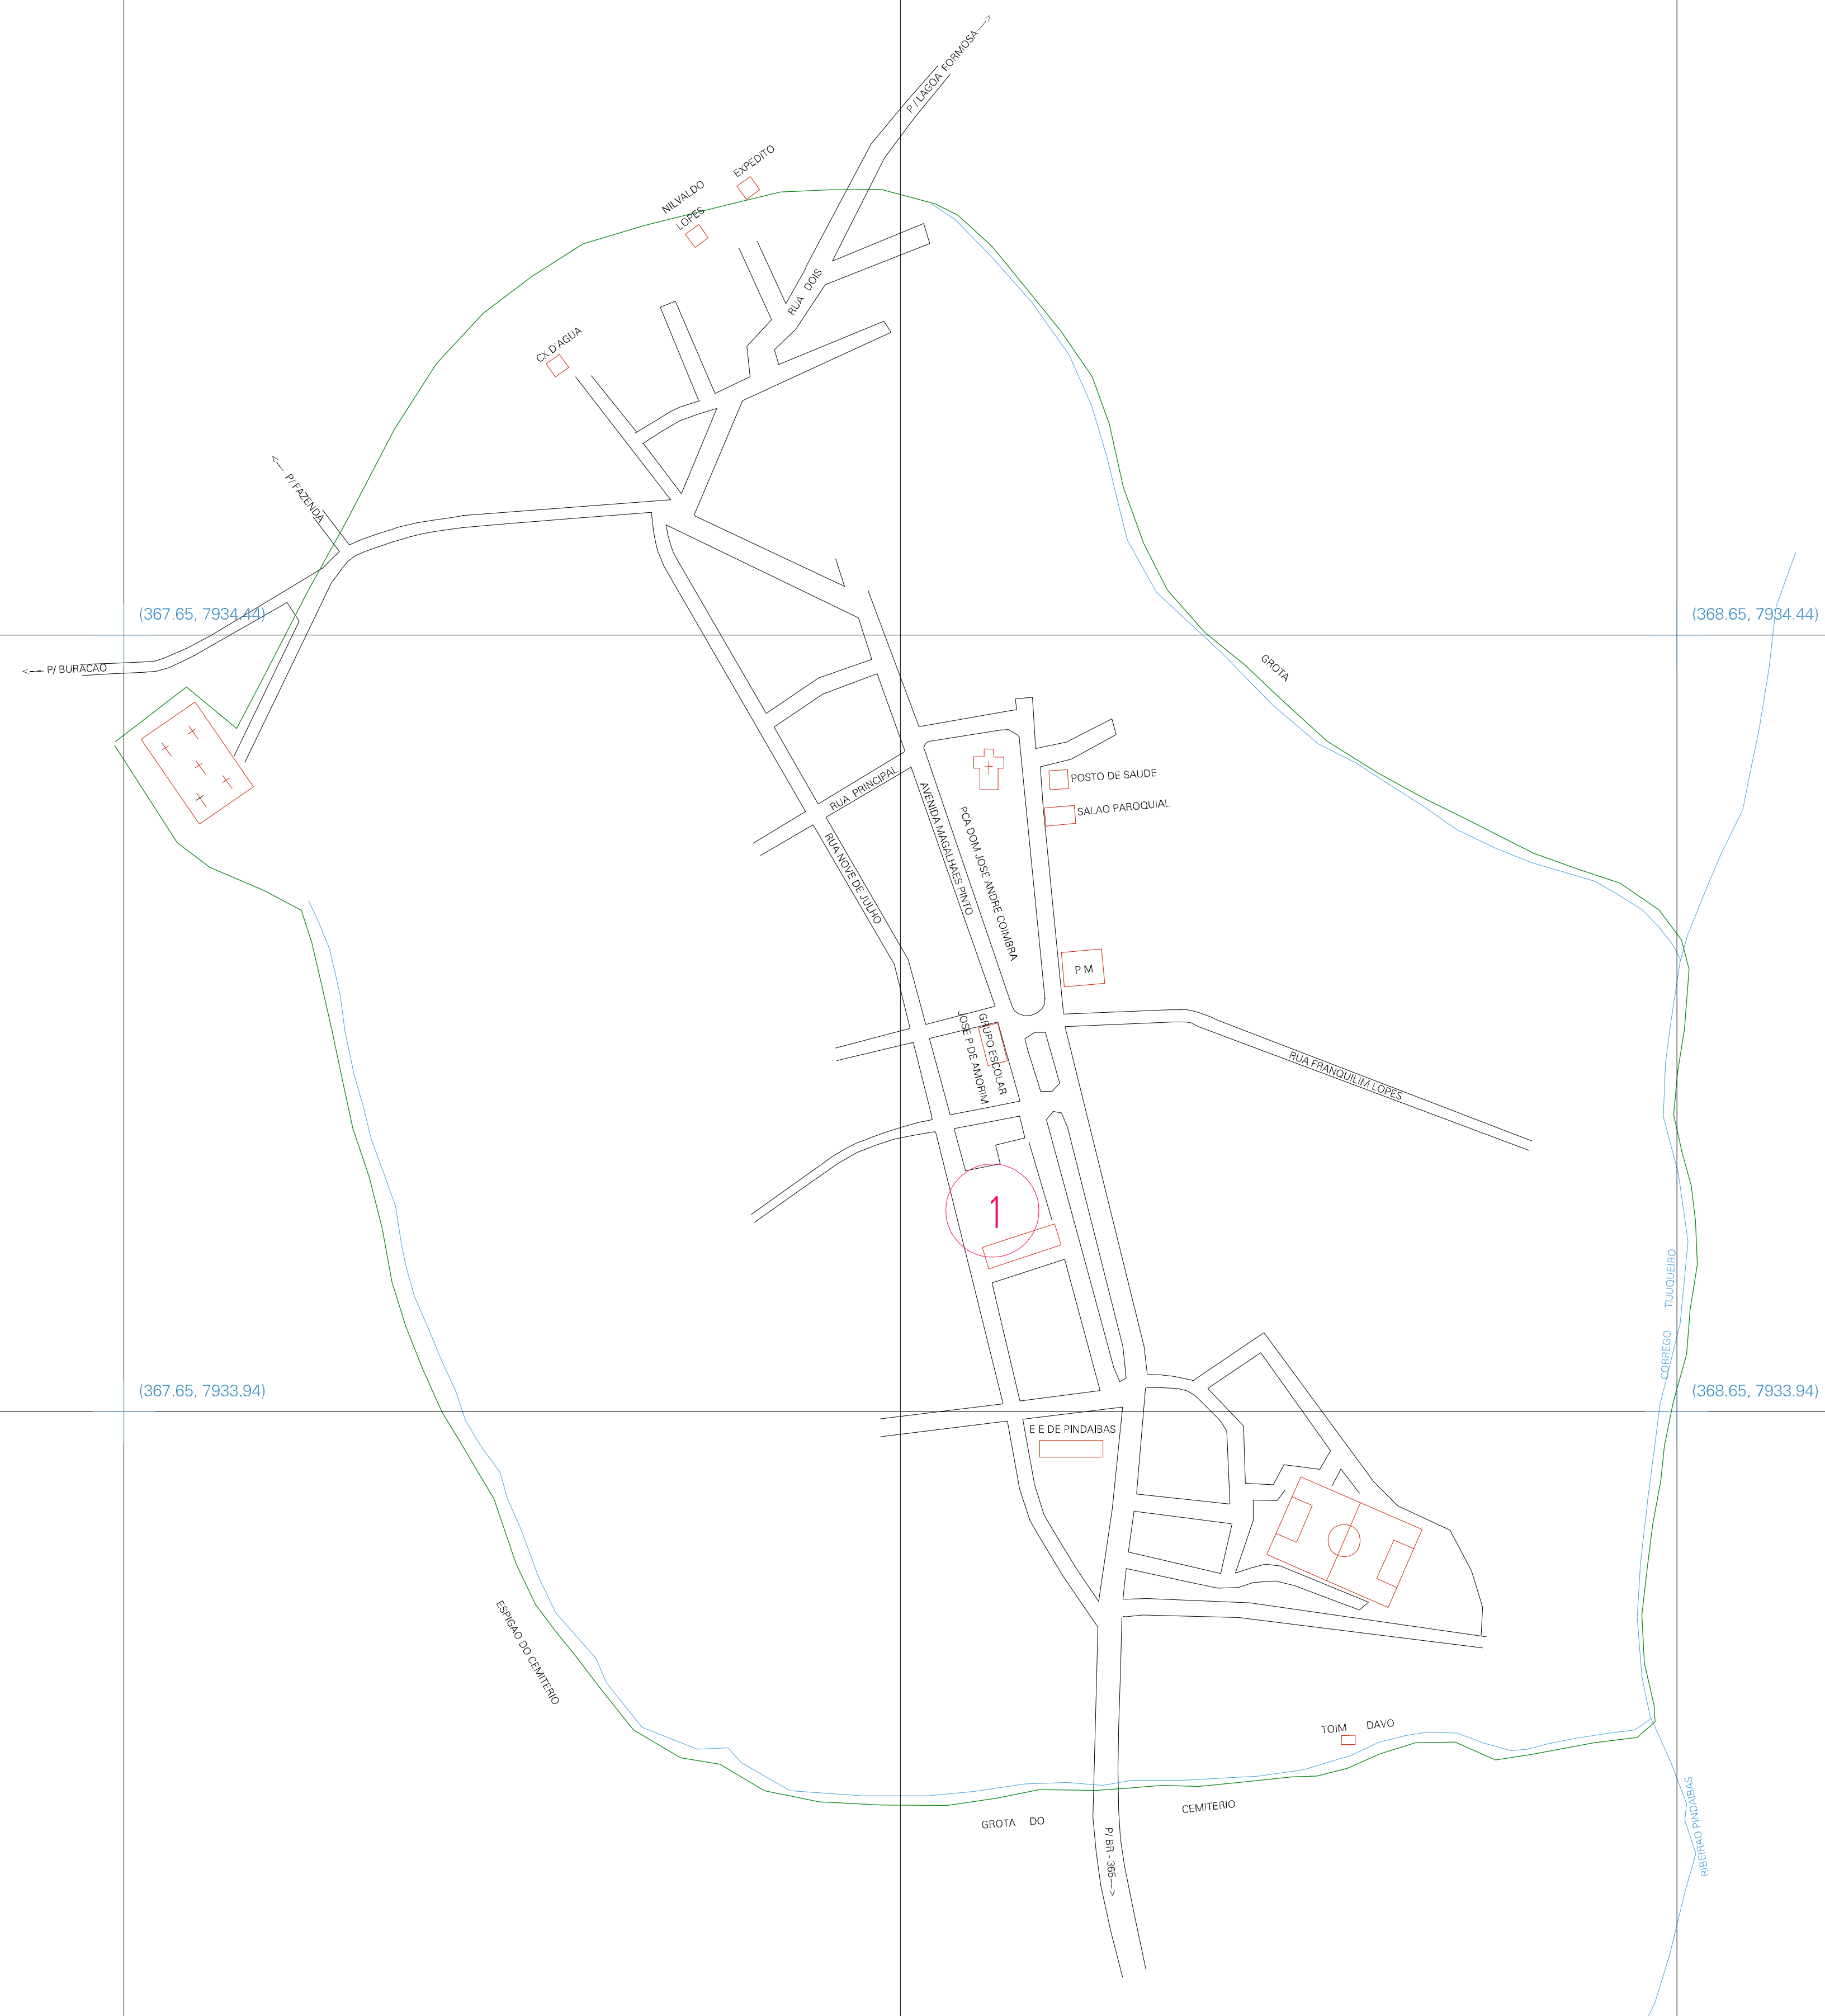 P/ LAGOA FORMOSA --->
EXPEDITO
NILVALDO
LOPES
RUA DOIS
CX D'AGUA
<--- P/ FAZENDA
(367.65, 7934.44)
(368.65, 7934.44)
<--- P/ BURACAO
GROTA
POSTO DE SAUDE
SALAO PAROQUIAL
RUA PRINCIPAL
AVENIDA MAGALHAES PINTO
PCA DOM JOSE ANDRE COIMBRA
RUA NOVE DE JULHO
P M
GRUPO ESCOLAR
JOSE P DE AMORIM
RUA FRANQUILIM LOPES
1
CORREGO TIJUQUEIRO
(367.65, 7933.94)
(368.65, 7933.94)
E E DE PINDAIBAS
ESPIGAO DO CEMITERIO
TOIM DAVO
GROTA DO CEMITERIO
P/ BR - 365--->
RIBEIRAO PINDAIBAS